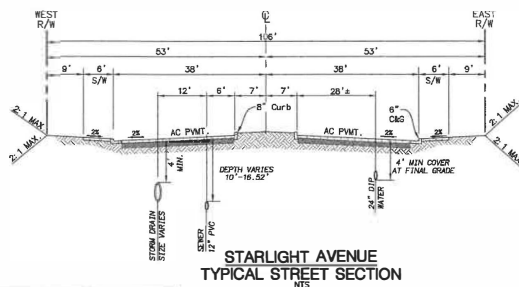 WEST
R/W
℄
EAST
R/W
106'
53'
53'
9'
6'
S/W
38'
38'
6'
S/W
9'
12'
6'
7'
7'
28'±
8" Curb
6"
C&G
2:1 MAX.
2:1 MAX.
2%
2%
AC PVMT.
AC PVMT.
2%
2%
2:1 MAX.
2:1 MAX.
4'
MIN.
DEPTH VARIES
10'-16.52'
4' MIN COVER
AT FINAL GRADE
STORM DRAIN
SIZE VARIES
SEWER
12" PVC
24" DIP
WATER
STARLIGHT AVENUE
TYPICAL STREET SECTION
NTS